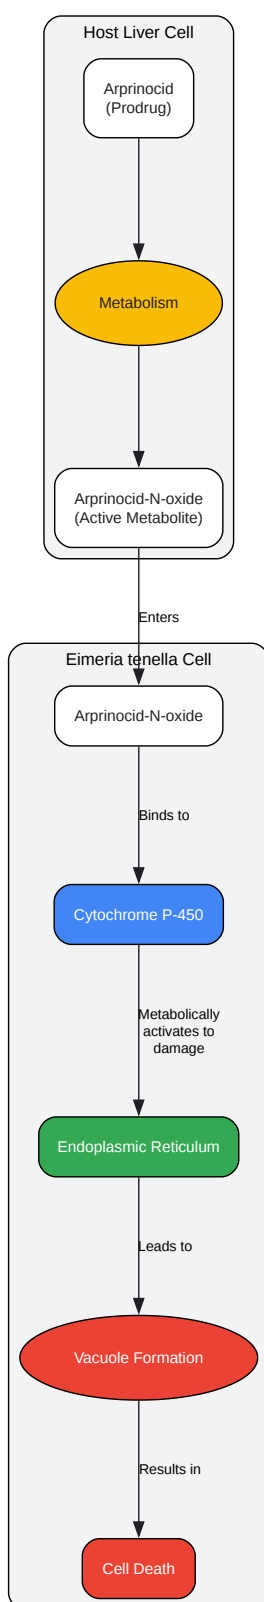 Host Liver Cell
Arprinocid
(Prodrug)
Metabolism
Arprinocid-N-oxide
(Active Metabolite)
Enters
Eimeria tenella Cell
Arprinocid-N-oxide
Binds to
Cytochrome P-450
Metabolically
activates to
damage
Endoplasmic Reticulum
Leads to
Vacuole Formation
Results in
Cell Death